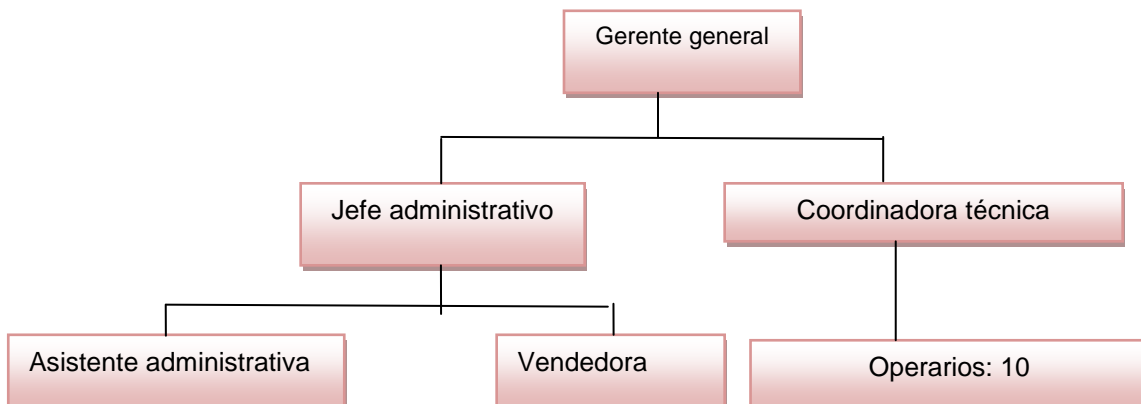 Gerente general
Jefe administrativo
Coordinadora técnica
Asistente administrativa
Vendedora
Operarios: 10